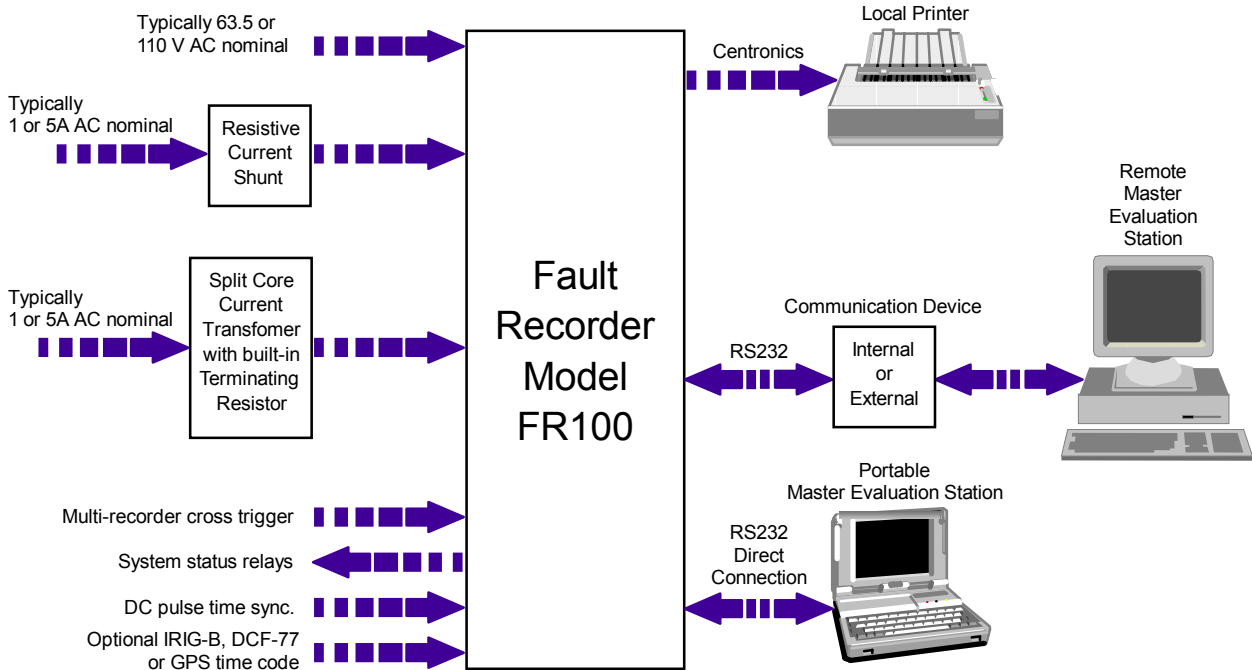 Typically 63.5 or
110 V AC nominal
Typically
1 or 5A AC nominal
Resistive
Current
Shunt
Typically
1 or 5A AC nominal
Split Core
Current
Transfomer
with built-in
Terminating
Resistor
Multi-recorder cross trigger
System status relays
DC pulse time sync.
Optional IRIG-B, DCF-77
or GPS time code
Fault
Recorder
Model
FR100
Local Printer
Centronics
Remote
Master
Evaluation
Station
Communication Device
RS232
Internal
or
External
Portable
Master Evaluation Station
RS232
Direct
Connection